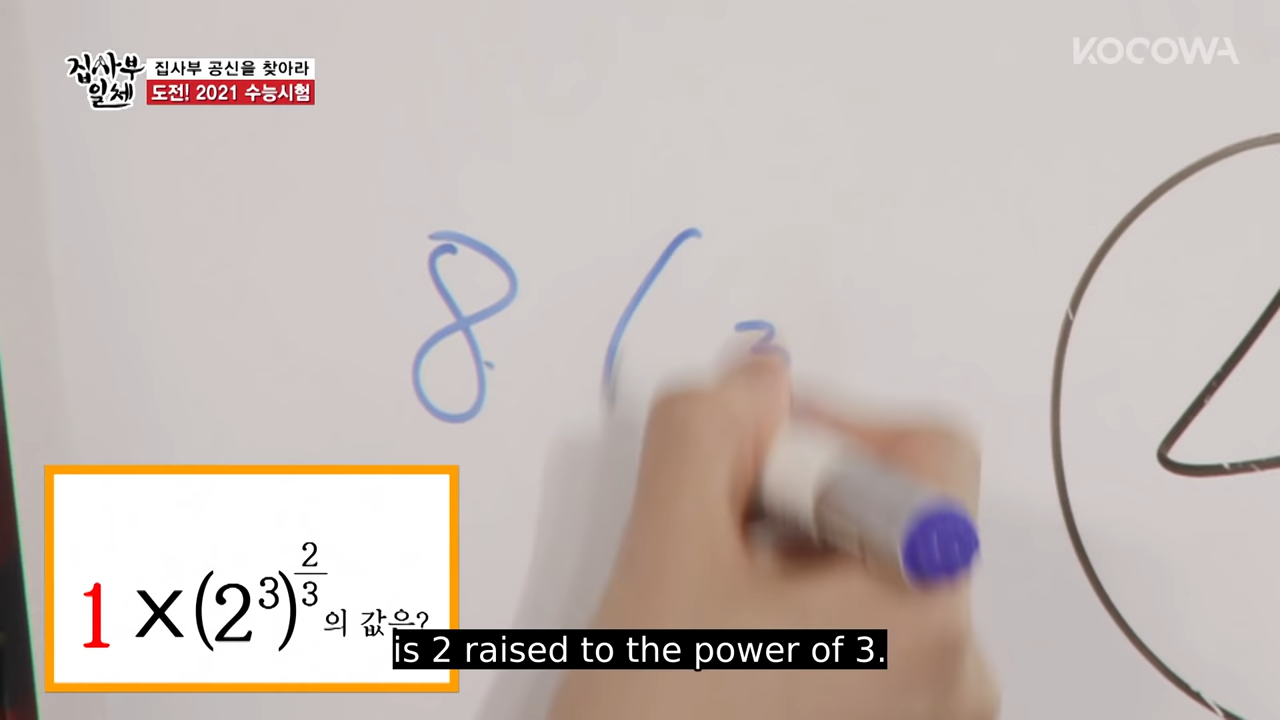 집사부
일체
집사부 공신을 찾아라
도전! 2021 수능시험
KOCOWA
8 ( 2
1 × (2³)^(2/3) 의 값은?
is 2 raised to the power of 3.